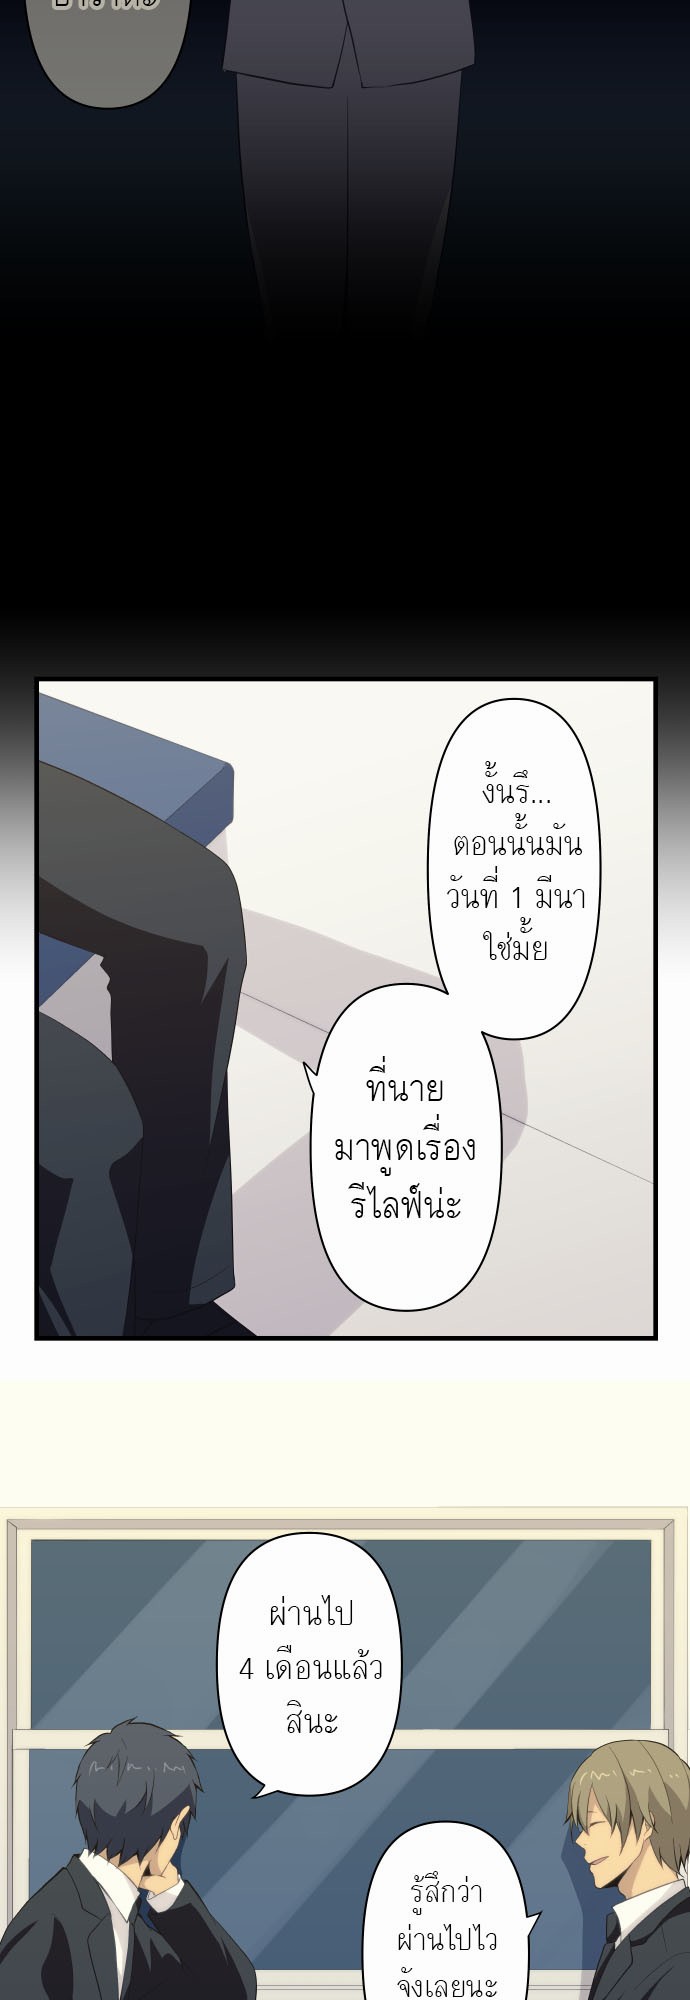 งั้นรึ...
ตอนนั้นมัน
วันที่ 1 มีนา
ใช่มั้ย
ที่นาย
มาพูดเรื่อง
รีไลฟ์น่ะ
ผ่านไป
4 เดือนแล้ว
สินะ
รู้สึกว่า
ผ่านไปไว
จังเลยนะ